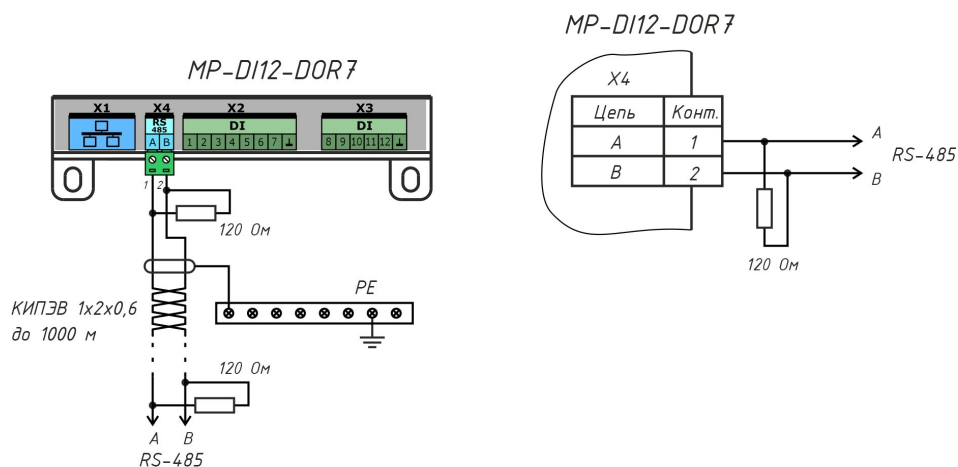 MP-DI12-DOR7
X1 X4 X2 X3
RS
485
DI DI
A B 1 2 3 4 5 6 7 8 9 10 11 12
1 2
120 Ом
PE
КИПЭВ 1х2х0,6
до 1000 м
120 Ом
A B
RS-485
MP-DI12-DOR7
X4
Цепь Конт.
A 1
B 2
A
RS-485
B
120 Ом